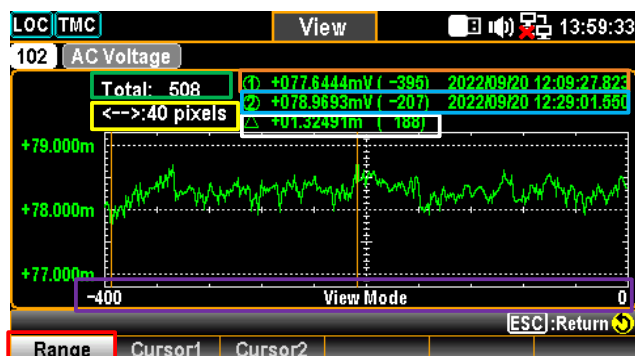 LOC TMC View 13:59:33
102 AC Voltage
Total: 508 ① +077.6444mV ( -395) 2022/09/20 12:09:27.823
<-->:40 pixels ② +078.9693mV ( -207) 2022/09/20 12:29:01.550
△ +01.32491m ( 188)
+79.000m
+78.000m
+77.000m
-400 View Mode 0
ESC :Return
Range Cursor1 Cursor2